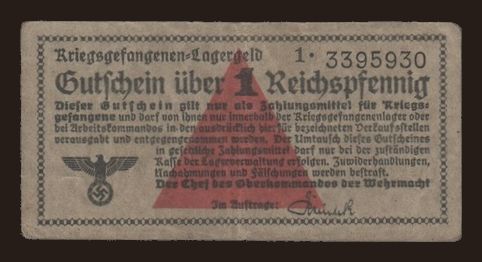 Kriegsgefangenen-Lagergeld 1· 3395930
Gutschein über 1 Reichspfennig
Dieser Gutschein gilt nur als Zahlungsmittel für Kriegs-
gefangene und darf von ihnen nur innerhalb der Kriegsgefangenenlager oder
bei Arbeitskommandos in den ausdrücklich hierfür bezeichneten Verkaufsstellen
verausgabt und entgegengenommen werden. Der Umtausch dieses Gutscheines
in gesetzliche Zahlungsmittel darf nur bei der zuständigen
Kasse der Lagerverwaltung erfolgen. Zuwiderhandlungen,
Nachahmungen und Fälschungen werden bestraft.
Der Chef des Oberkommandos der Wehrmacht
Im Auftrage: